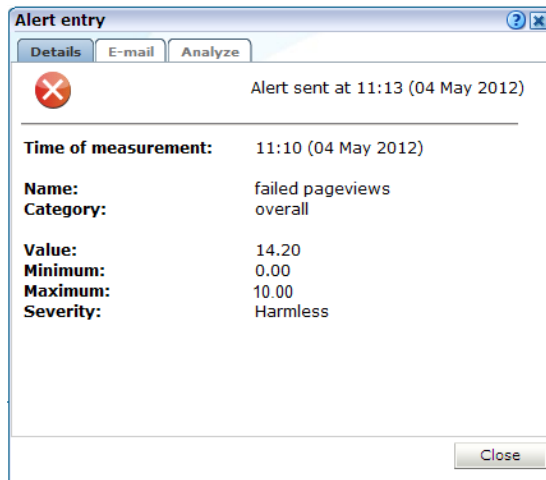 Alert entry
Details E-mail Analyze
Alert sent at 11:13 (04 May 2012)
Time of measurement: 11:10 (04 May 2012)
Name: failed pageviews
Category: overall
Value: 14.20
Minimum: 0.00
Maximum: 10.00
Severity: Harmless
Close